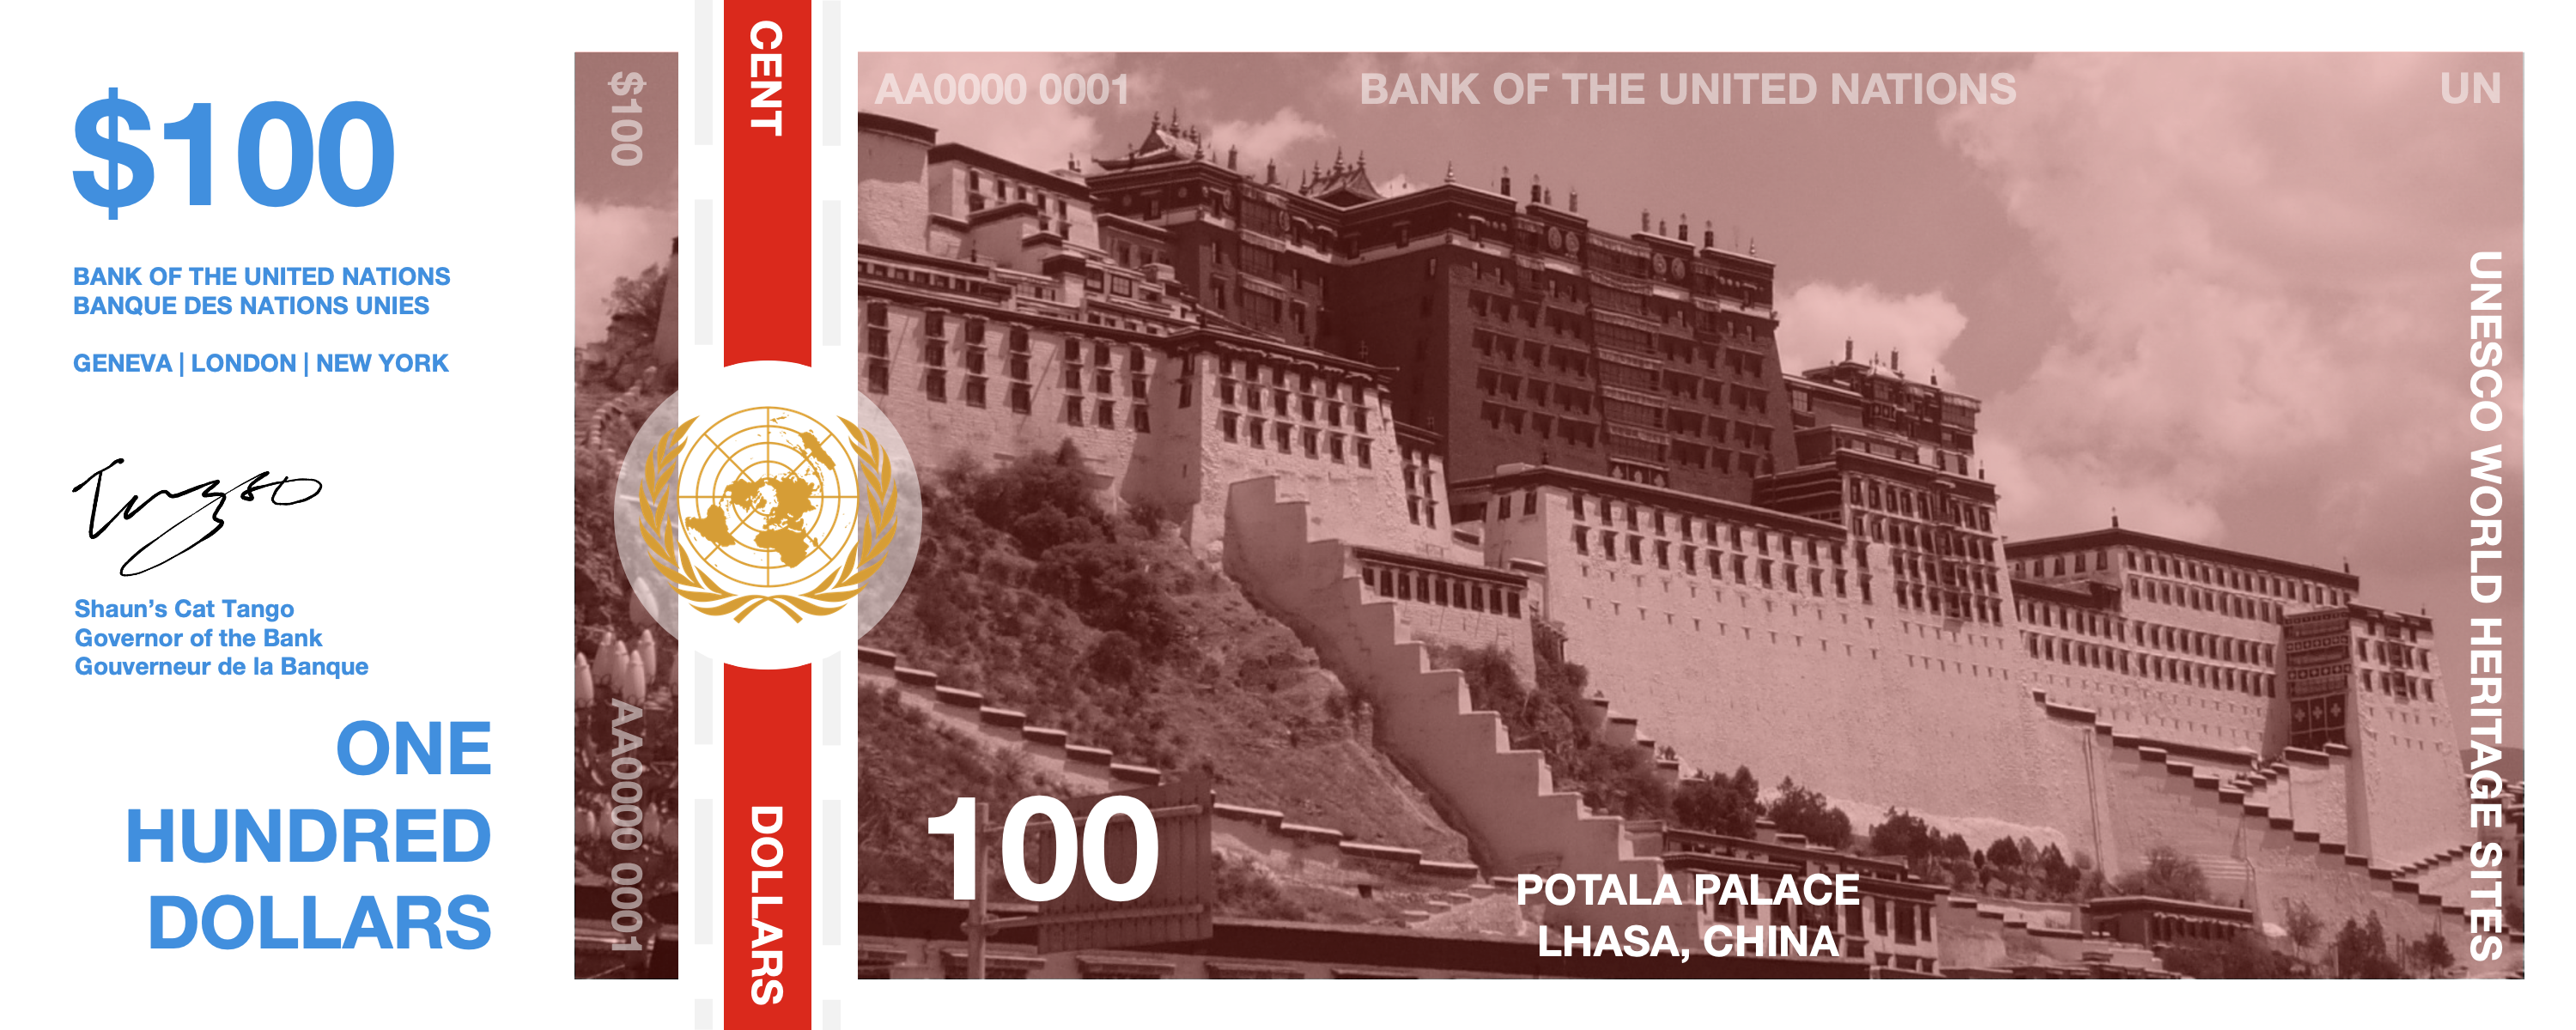 $100
BANK OF THE UNITED NATIONS
BANQUE DES NATIONS UNIES
GENEVA | LONDON | NEW YORK
Tango
Shaun’s Cat Tango
Governor of the Bank
Gouverneur de la Banque
ONE
HUNDRED
DOLLARS
$100
AA0000 0001
CENT
DOLLARS
AA0000 0001
BANK OF THE UNITED NATIONS
UN
UNESCO WORLD HERITAGE SITES
100
POTALA PALACE
LHASA, CHINA